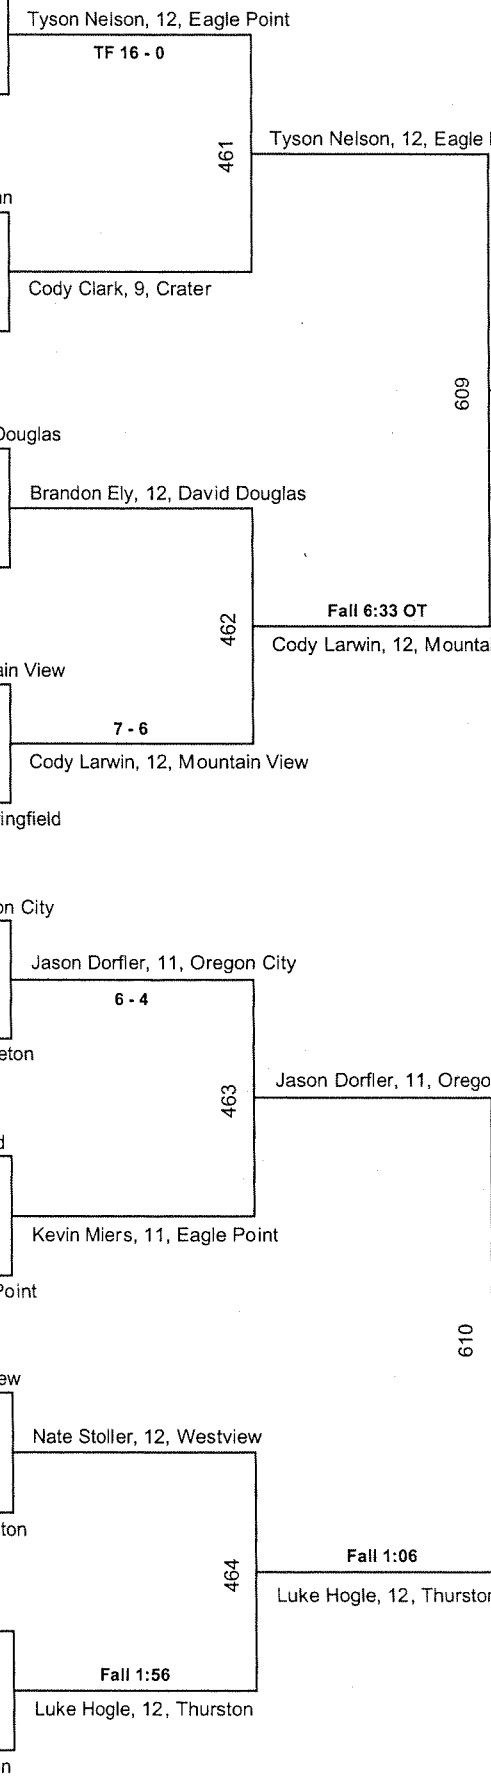 Tyson Nelson, 12, Eagle Point
TF 16 - 0
461
Tyson Nelson, 12, Eagle
an
Cody Clark, 9, Crater
609
Douglas
Brandon Ely, 12, David Douglas
462
Fall 6:33 OT
Cody Larwin, 12, Mounta
ain View
7 - 6
Cody Larwin, 12, Mountain View
ingfield
on City
Jason Dorfler, 11, Oregon City
6 - 4
eton
463
Jason Dorfler, 11, Orego
d
Kevin Miers, 11, Eagle Point
Point
610
ew
Nate Stoller, 12, Westview
ton
464
Fall 1:06
Luke Hogle, 12, Thurston
Fall 1:56
Luke Hogle, 12, Thurston
n